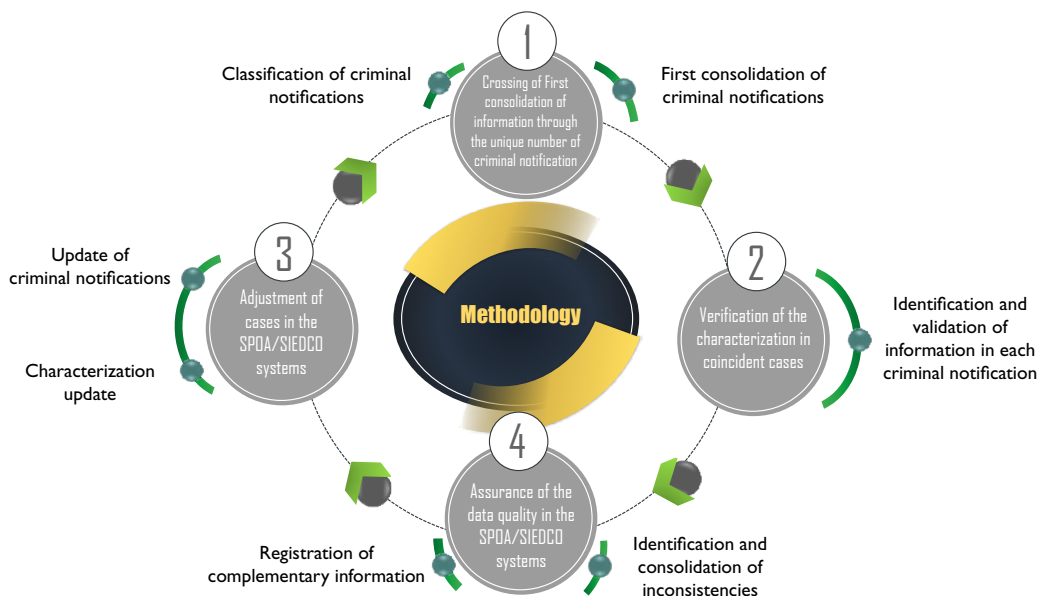 1
Crossing of First
consolidation of
information through
the unique number of
criminal notification
Classification of criminal
notifications
First consolidation of
criminal notifications
2
Verification of the
characterization in
coincident cases
Identification and
validation of
information in each
criminal notification
3
Adjustment of
cases in the
SPOA/SIEDCO
systems
Update of
criminal notifications
Characterization
update
Methodology
4
Assurance of the
data quality in the
SPOA/SIEDCO
systems
Registration of
complementary information
Identification and
consolidation of
inconsistencies